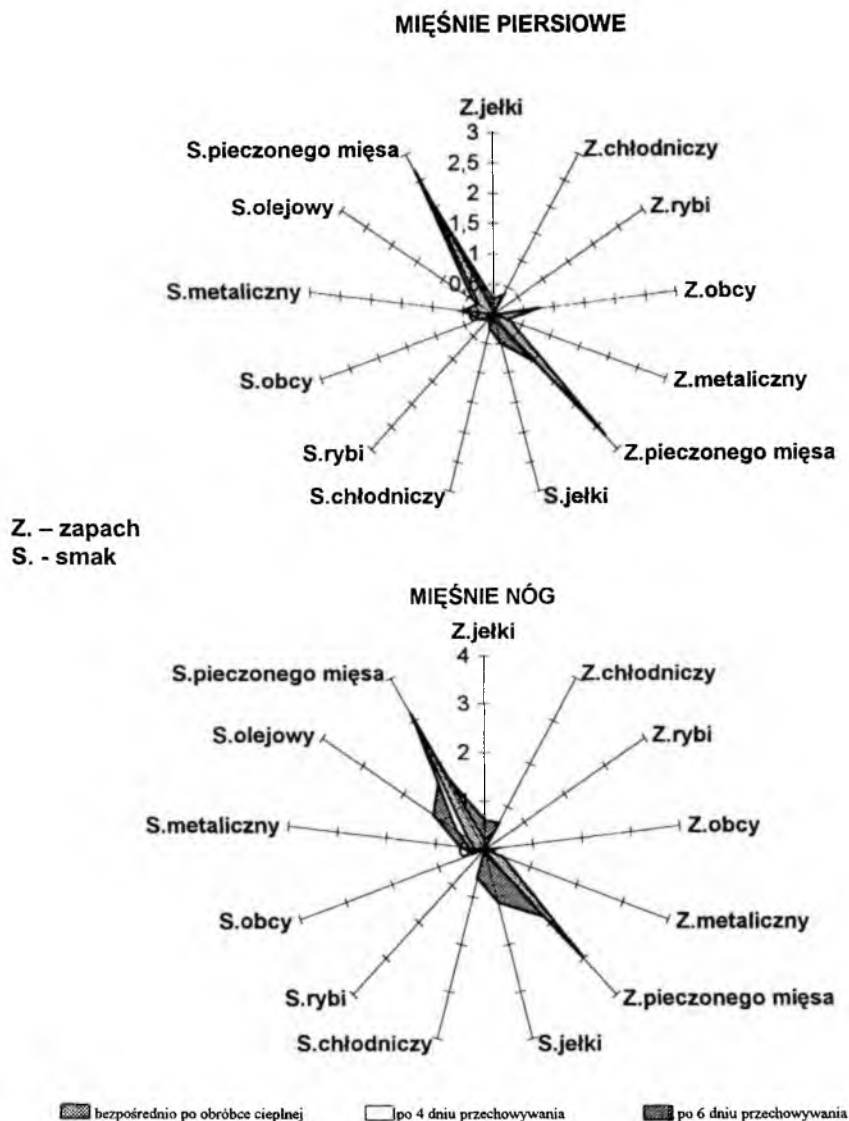 MIĘŚNIE PIERSIOWE
Z.jełki
3
2,5
2
1,5
1
S.pieczonego mięsa
Z.chłodniczy
S.olejowy
Z.rybi
S.metaliczny
Z.obcy
S.obcy
Z.metaliczny
S.rybi
Z.pieczonego mięsa
S.chłodniczy
S.jełki
Z. – zapach
S. - smak
MIĘŚNIE NÓG
Z.jełki
4
3
2
S.pieczonego mięsa
Z.chłodniczy
S.olejowy
Z.rybi
S.metaliczny
Z.obcy
S.obcy
Z.metaliczny
S.rybi
Z.pieczonego mięsa
S.chłodniczy
S.jełki
bezpośrednio po obróbce cieplnej po 4 dniu przechowywania po 6 dniu przechowywania